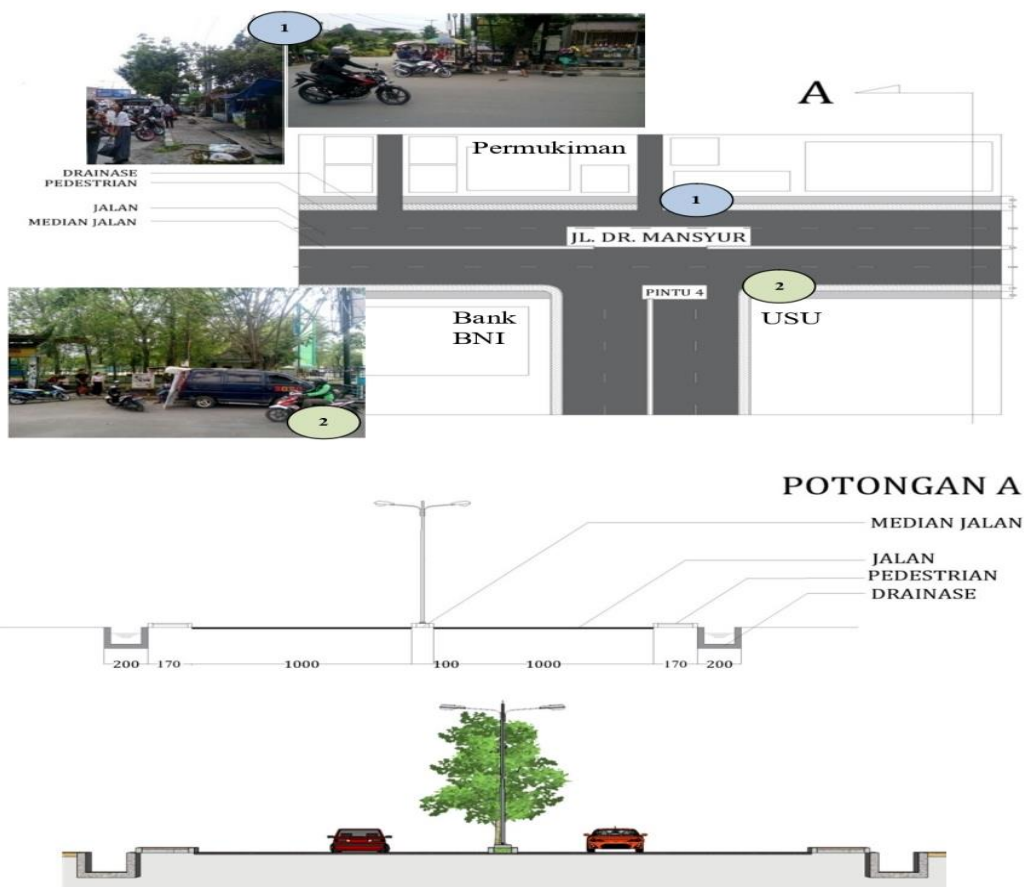 1
A
Permukiman
DRAINASE
PEDESTRIAN
1
JALAN
MEDIAN JALAN
JL. DR. MANSYUR
2
PINTU 4
Bank
BNI
USU
2
POTONGAN A
MEDIAN JALAN
JALAN
PEDESTRIAN
DRAINASE
200 170 1000 100 1000 170 200